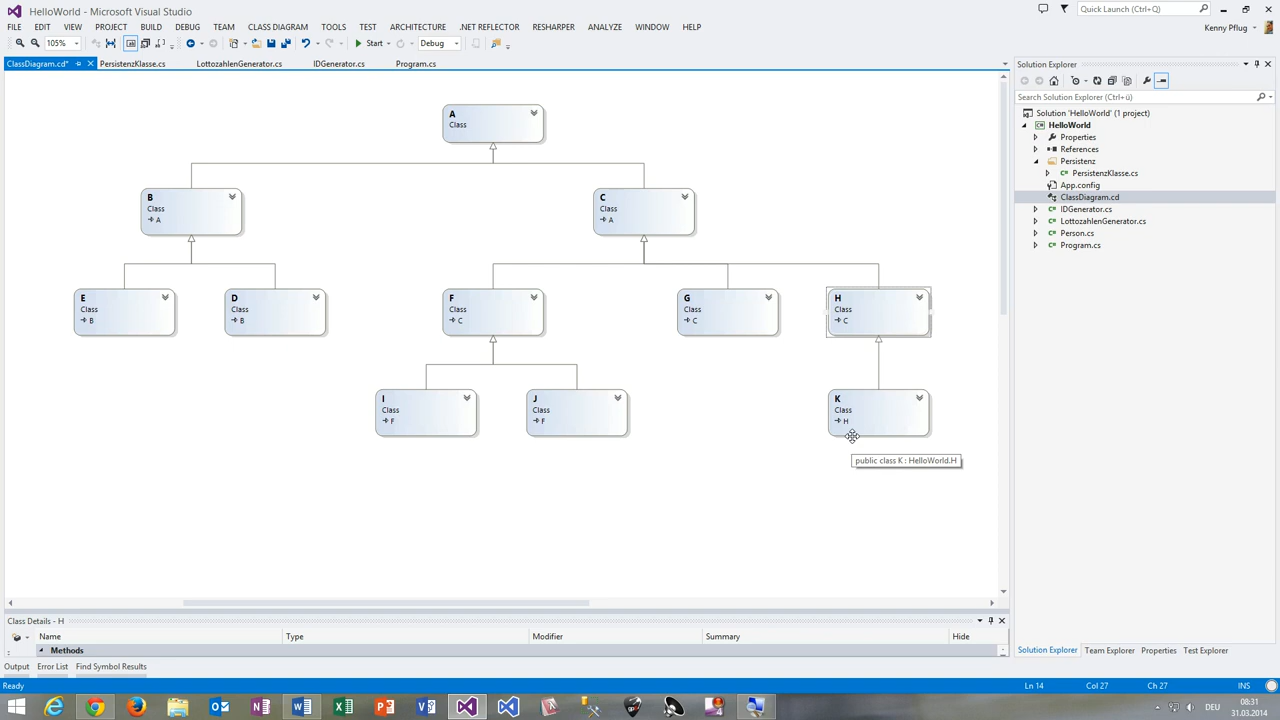 HelloWorld - Microsoft Visual Studio
Quick Launch (Ctrl+Q)
FILE EDIT VIEW PROJECT BUILD DEBUG TEAM CLASS DIAGRAM TOOLS TEST ARCHITECTURE .NET REFLECTOR RESHARPER ANALYZE WINDOW HELP
Kenny Pflug
105%
Start
Debug
ClassDiagram.cd*
PersistenzKlasse.cs
LottozahlenGenerator.cs
IDGenerator.cs
Program.cs
A
Class
B
Class
A
C
Class
A
E
Class
B
D
Class
B
F
Class
C
G
Class
C
H
Class
C
I
Class
F
J
Class
F
K
Class
H
public class K : HelloWorld.H
Solution Explorer
Search Solution Explorer (Ctrl+ü)
Solution 'HelloWorld' (1 project)
HelloWorld
Properties
References
Persistenz
PersistenzKlasse.cs
App.config
ClassDiagram.cd
IDGenerator.cs
LottozahlenGenerator.cs
Person.cs
Program.cs
Class Details - H
Name Type Modifier Summary Hide
Methods
Solution Explorer Team Explorer Properties Test Explorer
Output Error List Find Symbol Results
Ready
Ln 14 Col 27 Ch 27 INS
DEU
08:31
31.03.2014